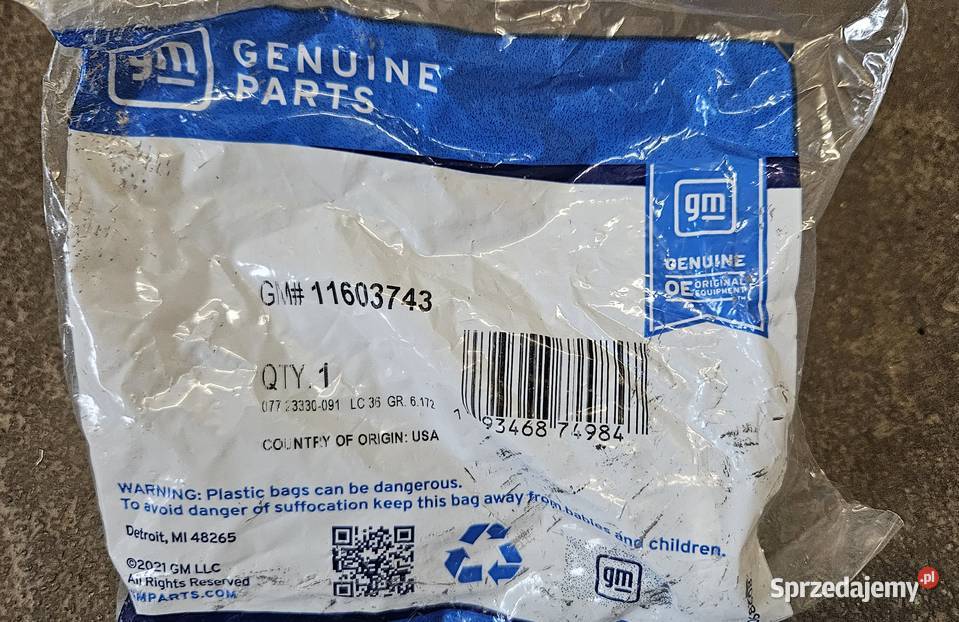 gm GENUINE
PARTS
gm
GENUINE
OE ORIGINAL
EQUIPMENT
GM# 11603743
QTY. 1
077 23330-091 LC 36 GR. 6.172
COUNTRY OF ORIGIN: USA
7 93468 74984
WARNING: Plastic bags can be dangerous.
To avoid danger of suffocation keep this bag away from babies and children.
Detroit, MI 48265
©2021 GM LLC
All Rights Reserved
GMPARTS.COM
gm
Sprzedajemy.pl